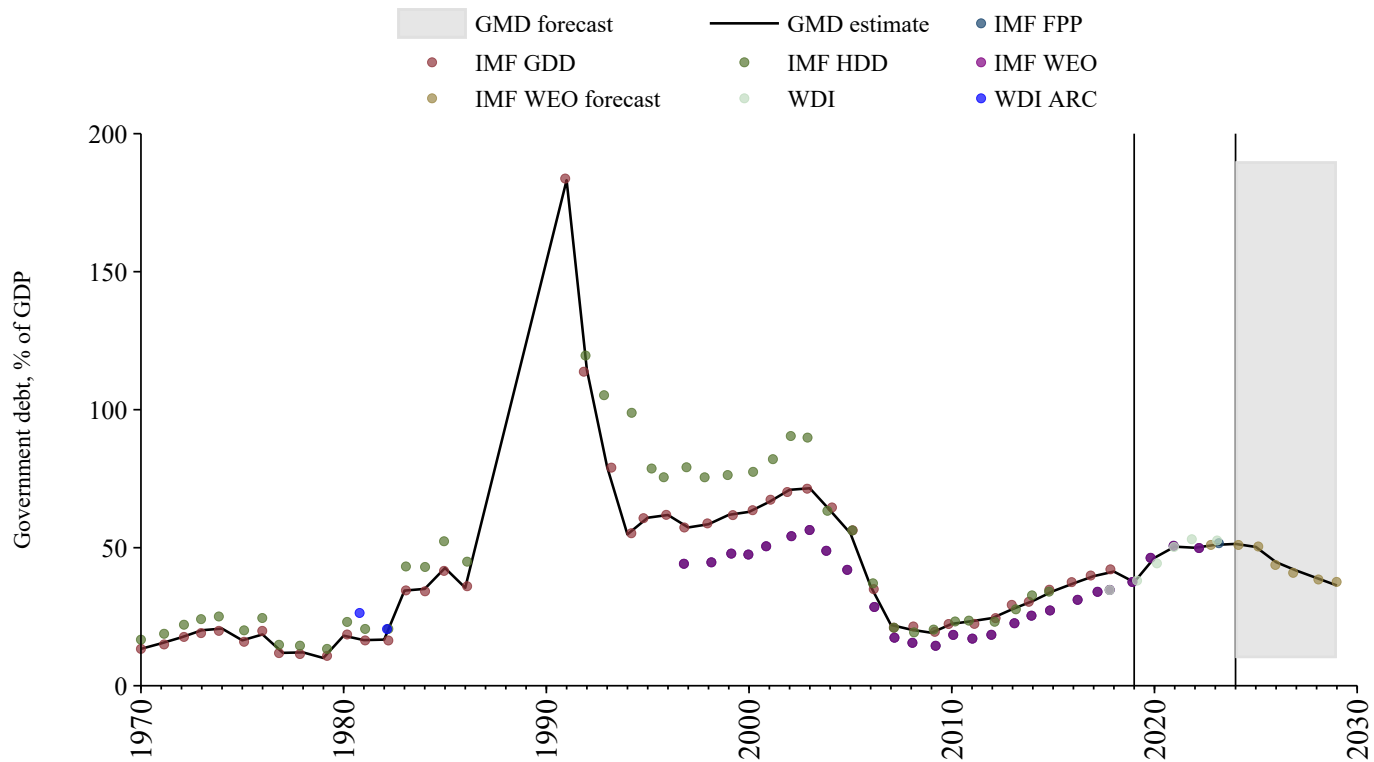 GMD forecast GMD estimate IMF FPP
IMF GDD IMF HDD IMF WEO
IMF WEO forecast WDI WDI ARC
Government debt, % of GDP
200
150
100
50
0
1970 1980 1990 2000 2010 2020 2030